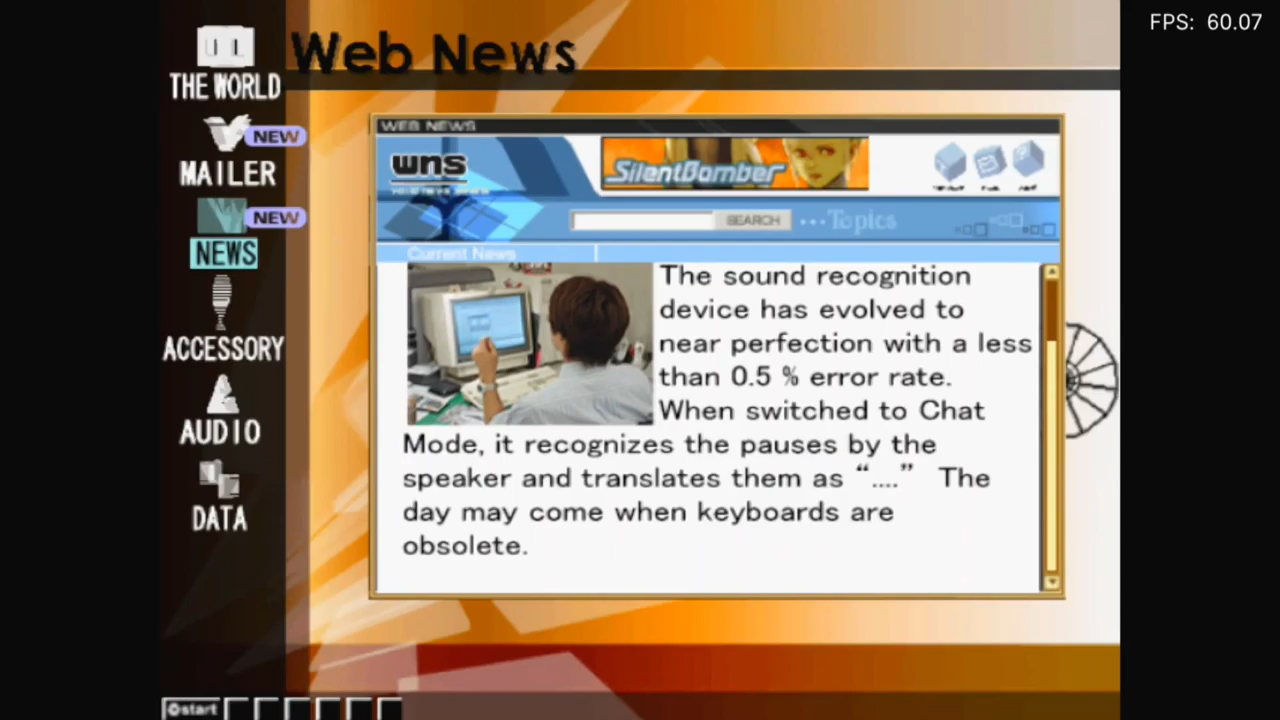 FPS: 60.07
Web News
THE WORLD
NEW
MAILER
NEW
NEWS
ACCESSORY
AUDIO
DATA
WEB NEWS
wns
SilentBomber
SEARCH
...Topics
Current News
The sound recognition
device has evolved to
near perfection with a less
than 0.5 % error rate.
When switched to Chat
Mode, it recognizes the pauses by the
speaker and translates them as “....” The
day may come when keyboards are
obsolete.
start